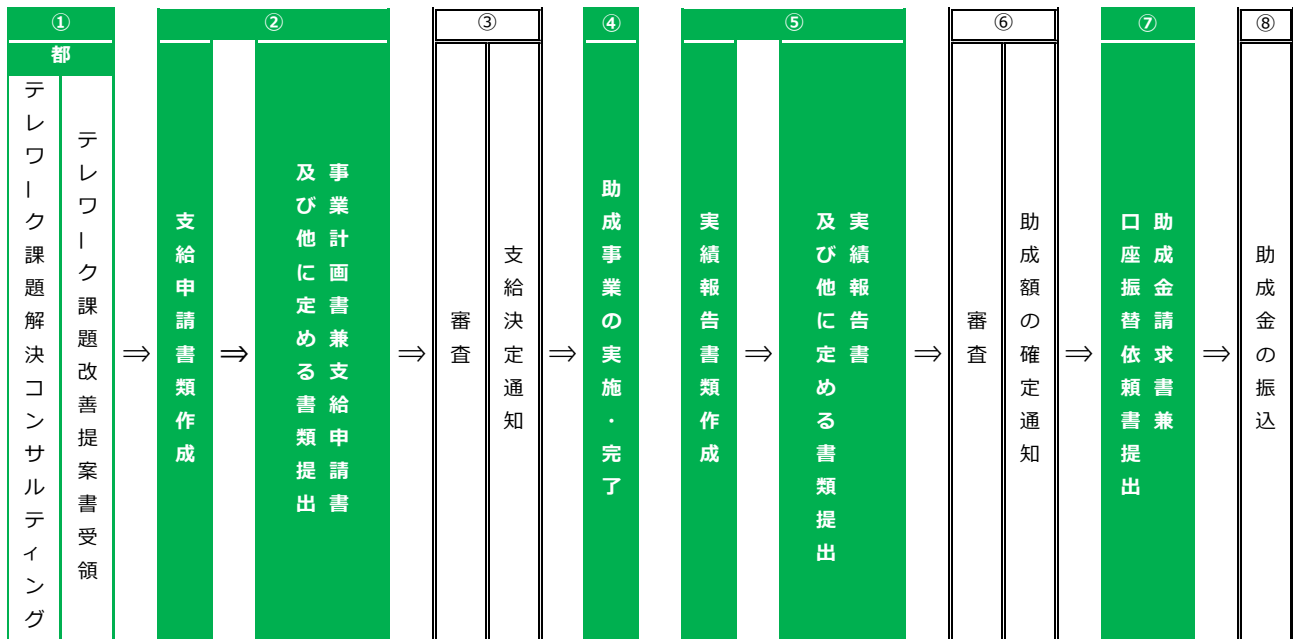 ①
都
テレワーク課題解決コンサルティング
テレワーク課題改善提案書受領
⇒
②
支給申請書類作成
⇒
事業計画書兼支給申請書
及び他に定める書類提出
⇒
③
審査
支給決定通知
⇒
④
助成事業の実施・完了
⑤
実績報告書類作成
⇒
実績報告書
及び他に定める書類提出
⇒
⑥
審査
助成額の確定通知
⇒
⑦
助成金請求書兼
口座振替依頼書提出
⇒
⑧
助成金の振込